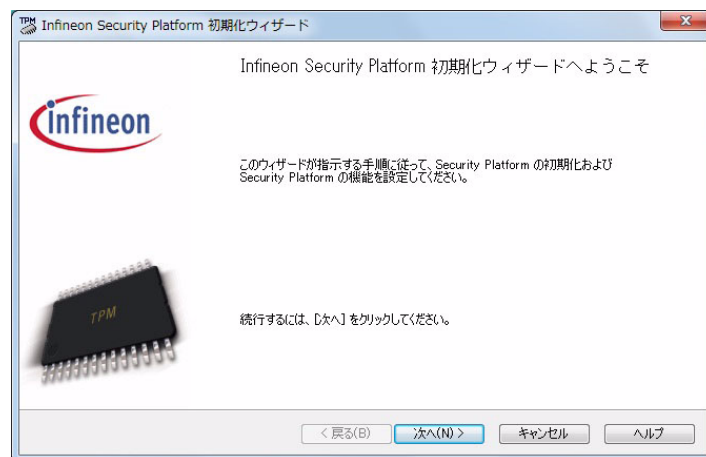 TPM
Infineon Security Platform 初期化ウィザード
Infineon Security Platform 初期化ウィザードへようこそ
infineon
このウィザードが指示する手順に従って、Security Platform の初期化および
Security Platform の機能を設定してください。
TPM
続行するには、[次へ] をクリックしてください。
< 戻る(B)
次へ(N) >
キャンセル
ヘルプ